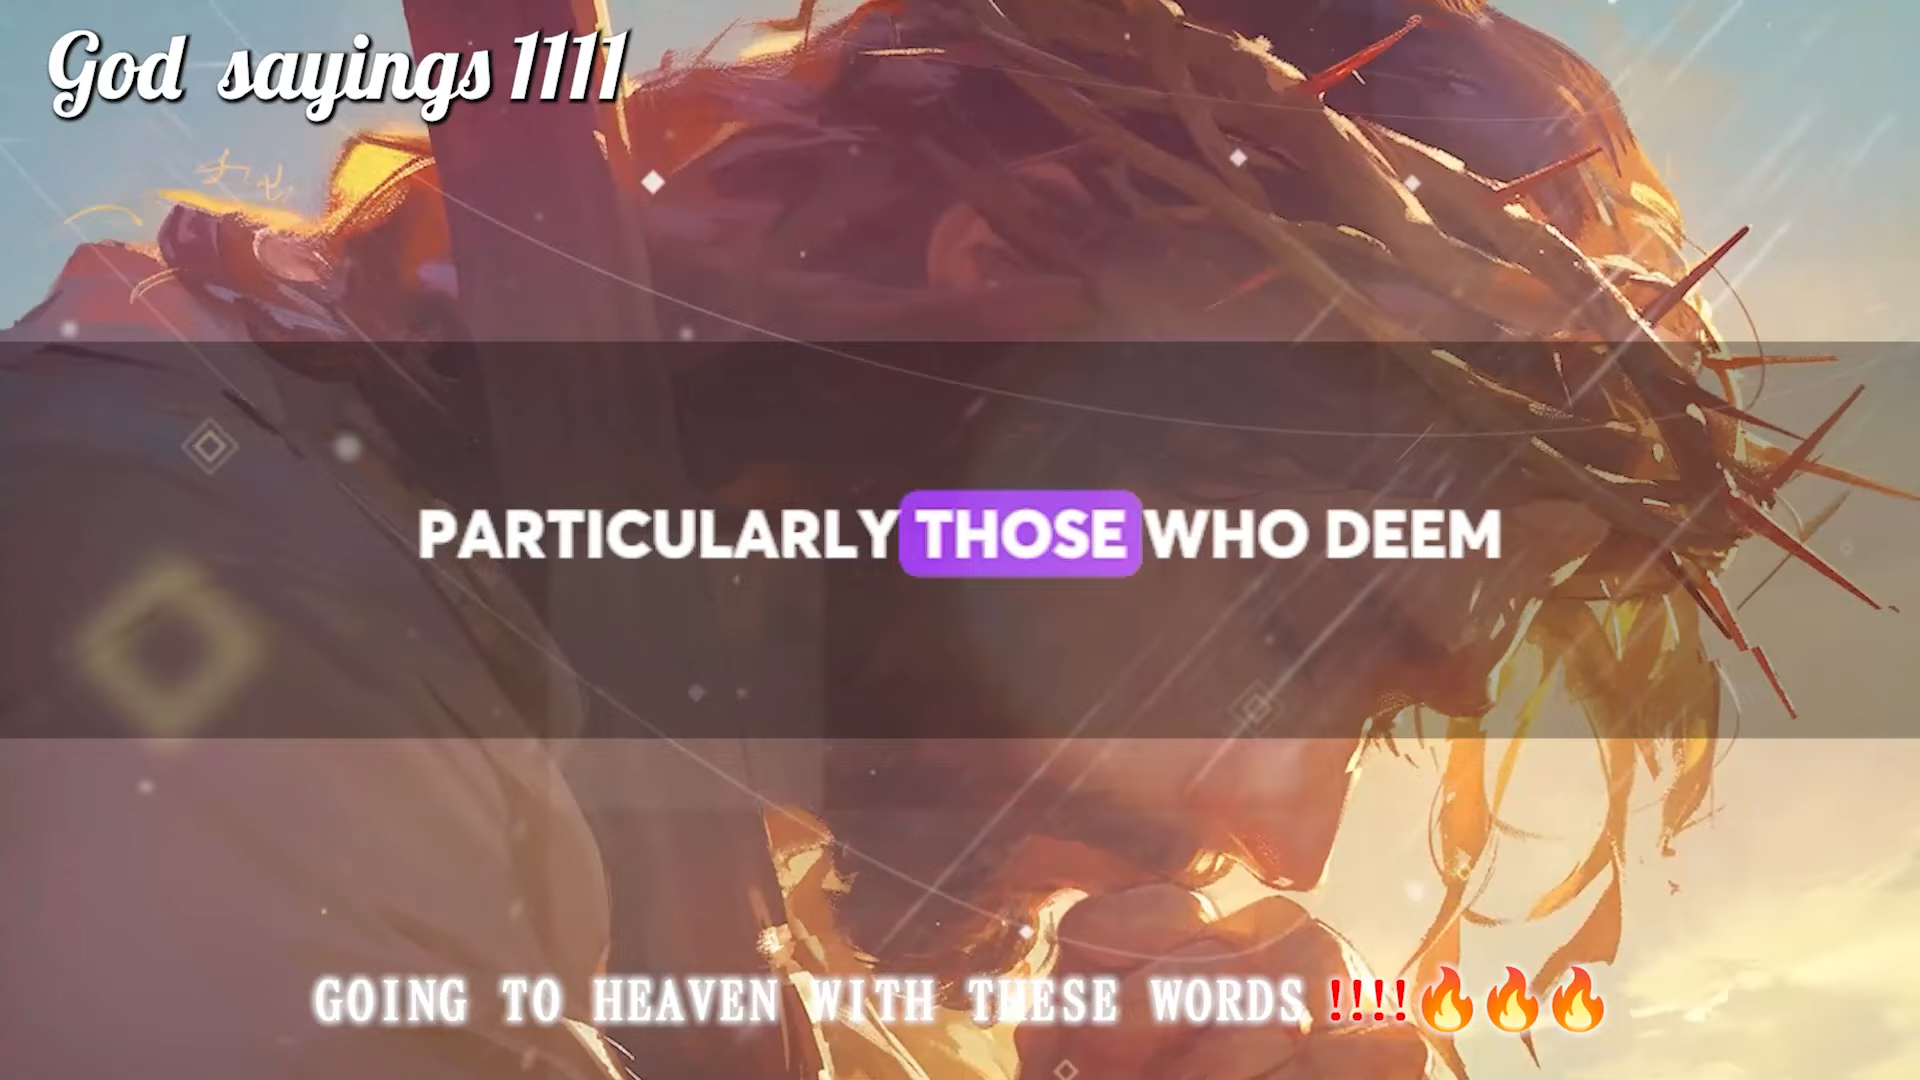 God sayings 1111
PARTICULARLY THOSE WHO DEEM
GOING TO HEAVEN WITH THESE WORDS !!!!🔥🔥🔥